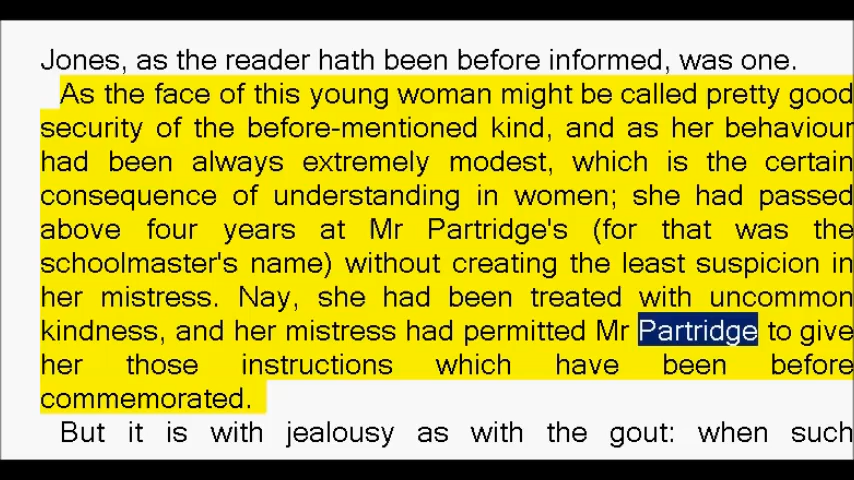 Jones, as the reader hath been before informed, was one.
As the face of this young woman might be called pretty good
security of the before-mentioned kind, and as her behaviour
had been always extremely modest, which is the certain
consequence of understanding in women; she had passed
above four years at Mr Partridge's (for that was the
schoolmaster's name) without creating the least suspicion in
her mistress. Nay, she had been treated with uncommon
kindness, and her mistress had permitted Mr Partridge to give
her those instructions which have been before
commemorated.
But it is with jealousy as with the gout: when such